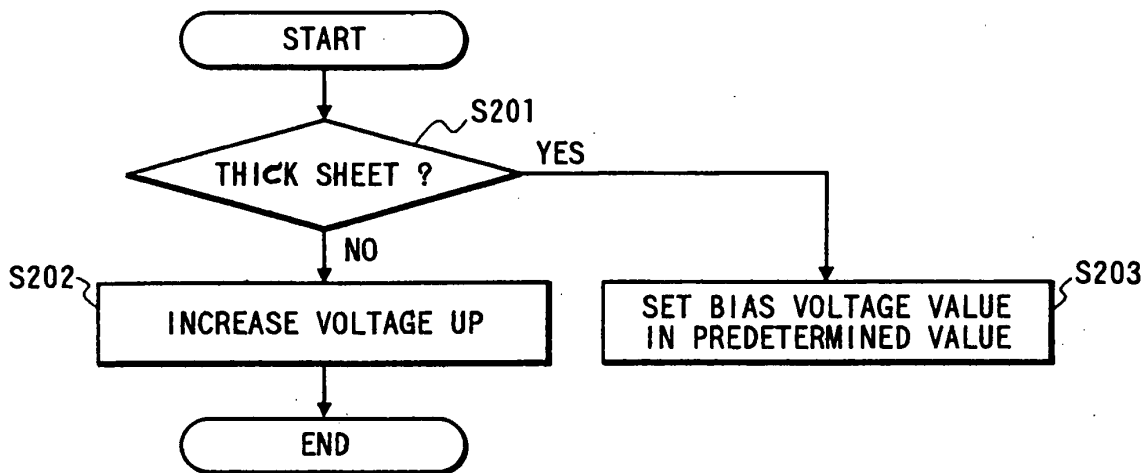 START
S201
THICK SHEET ?
YES
NO
S202
INCREASE VOLTAGE UP
S203
SET BIAS VOLTAGE VALUE
IN PREDETERMINED VALUE
END